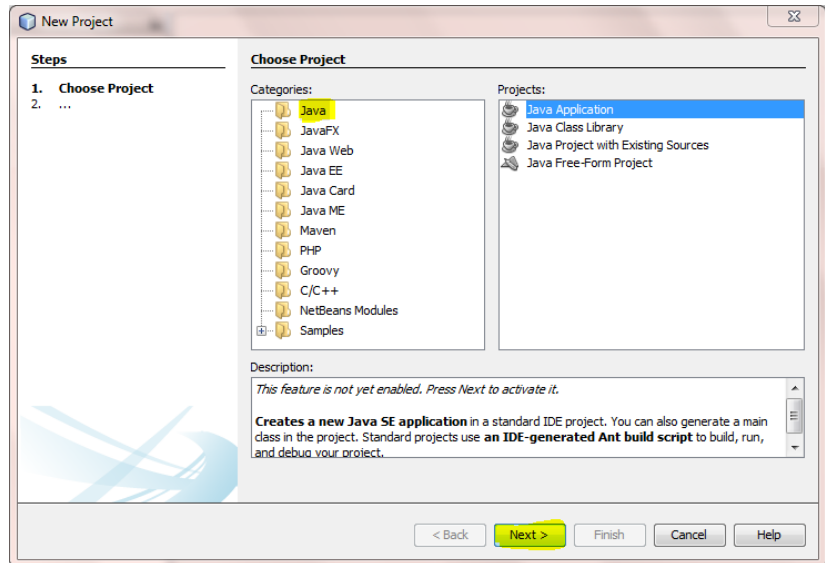 New Project
Steps
1. Choose Project
2. ...
Choose Project
Categories:
Java
JavaFX
Java Web
Java EE
Java Card
Java ME
Maven
PHP
Groovy
C/C++
NetBeans Modules
Samples
Projects:
Java Application
Java Class Library
Java Project with Existing Sources
Java Free-Form Project
Description:
This feature is not yet enabled. Press Next to activate it.
Creates a new Java SE application in a standard IDE project. You can also generate a main
class in the project. Standard projects use an IDE-generated Ant build script to build, run,
and debug your project.
< Back
Next >
Finish
Cancel
Help